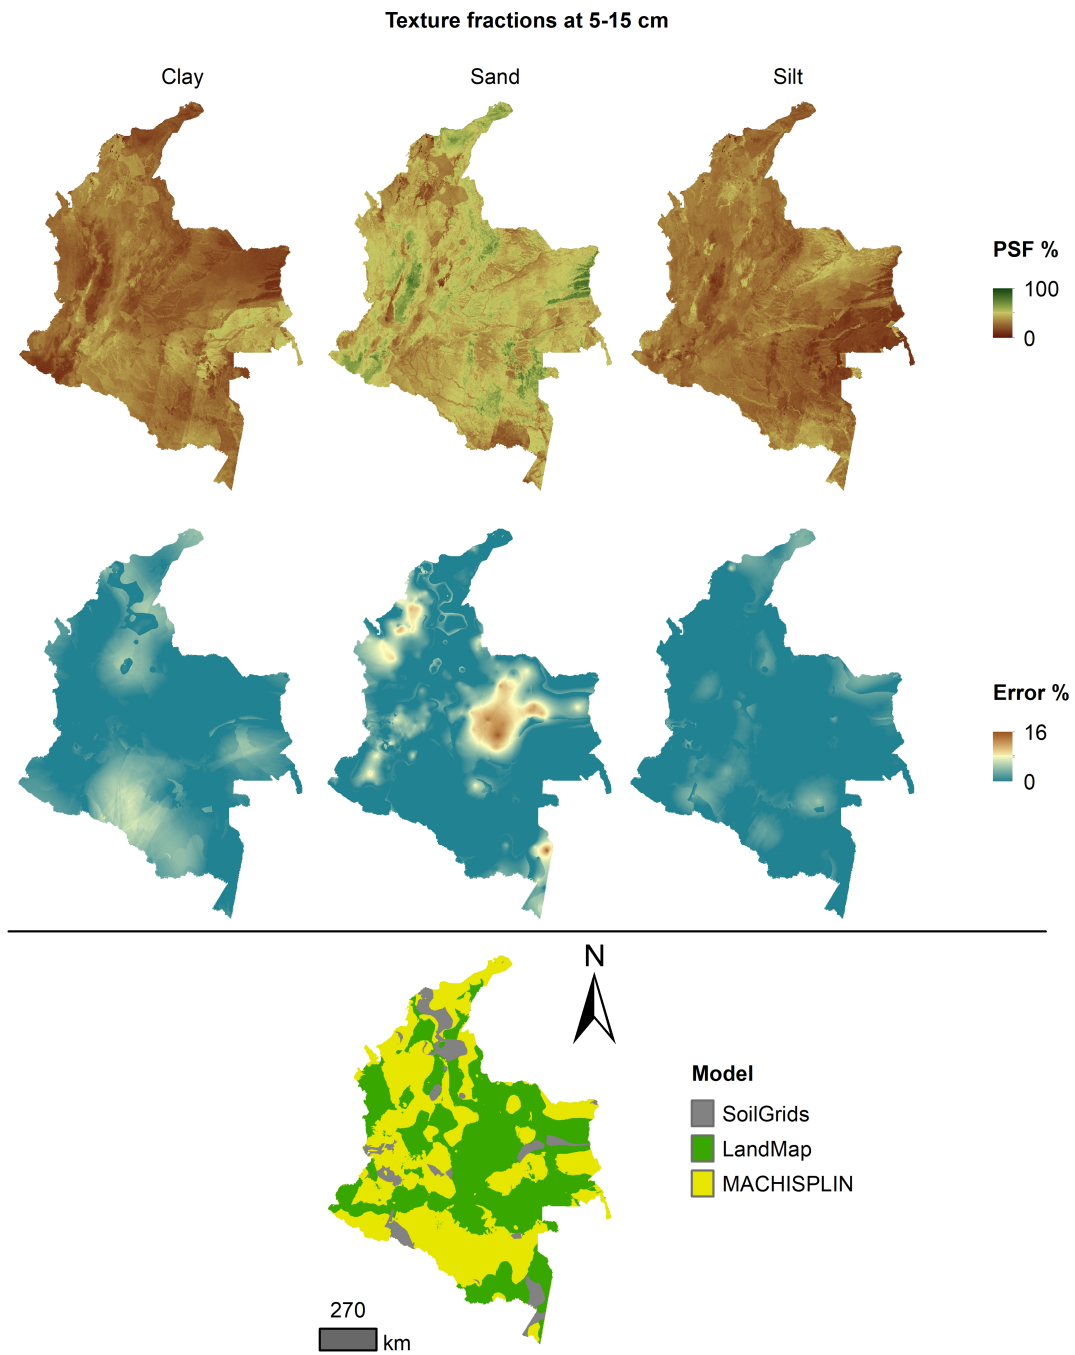 Texture fractions at 5-15 cm
Clay
Sand
Silt
PSF %
100
0
Error %
16
0
N
Model
SoilGrids
LandMap
MACHISPLIN
270
km